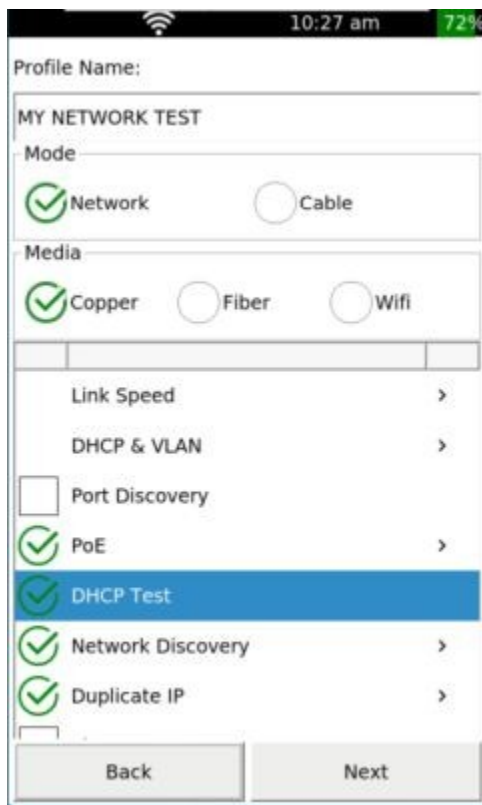 10:27 am 72%
Profile Name:
MY NETWORK TEST
Mode
Network Cable
Media
Copper Fiber Wifi
Link Speed >
DHCP & VLAN >
Port Discovery
PoE >
DHCP Test
Network Discovery >
Duplicate IP >
Back Next